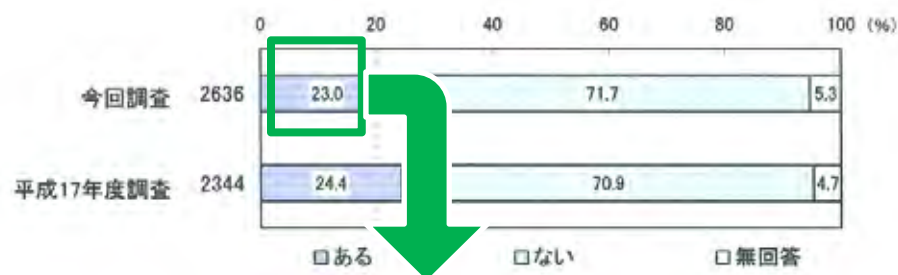 0 20 40 60 80 100 (%)
今回調査 2636 23.0 71.7 5.3
平成17年度調査 2344 24.4 70.9 4.7
□ある □ない □無回答